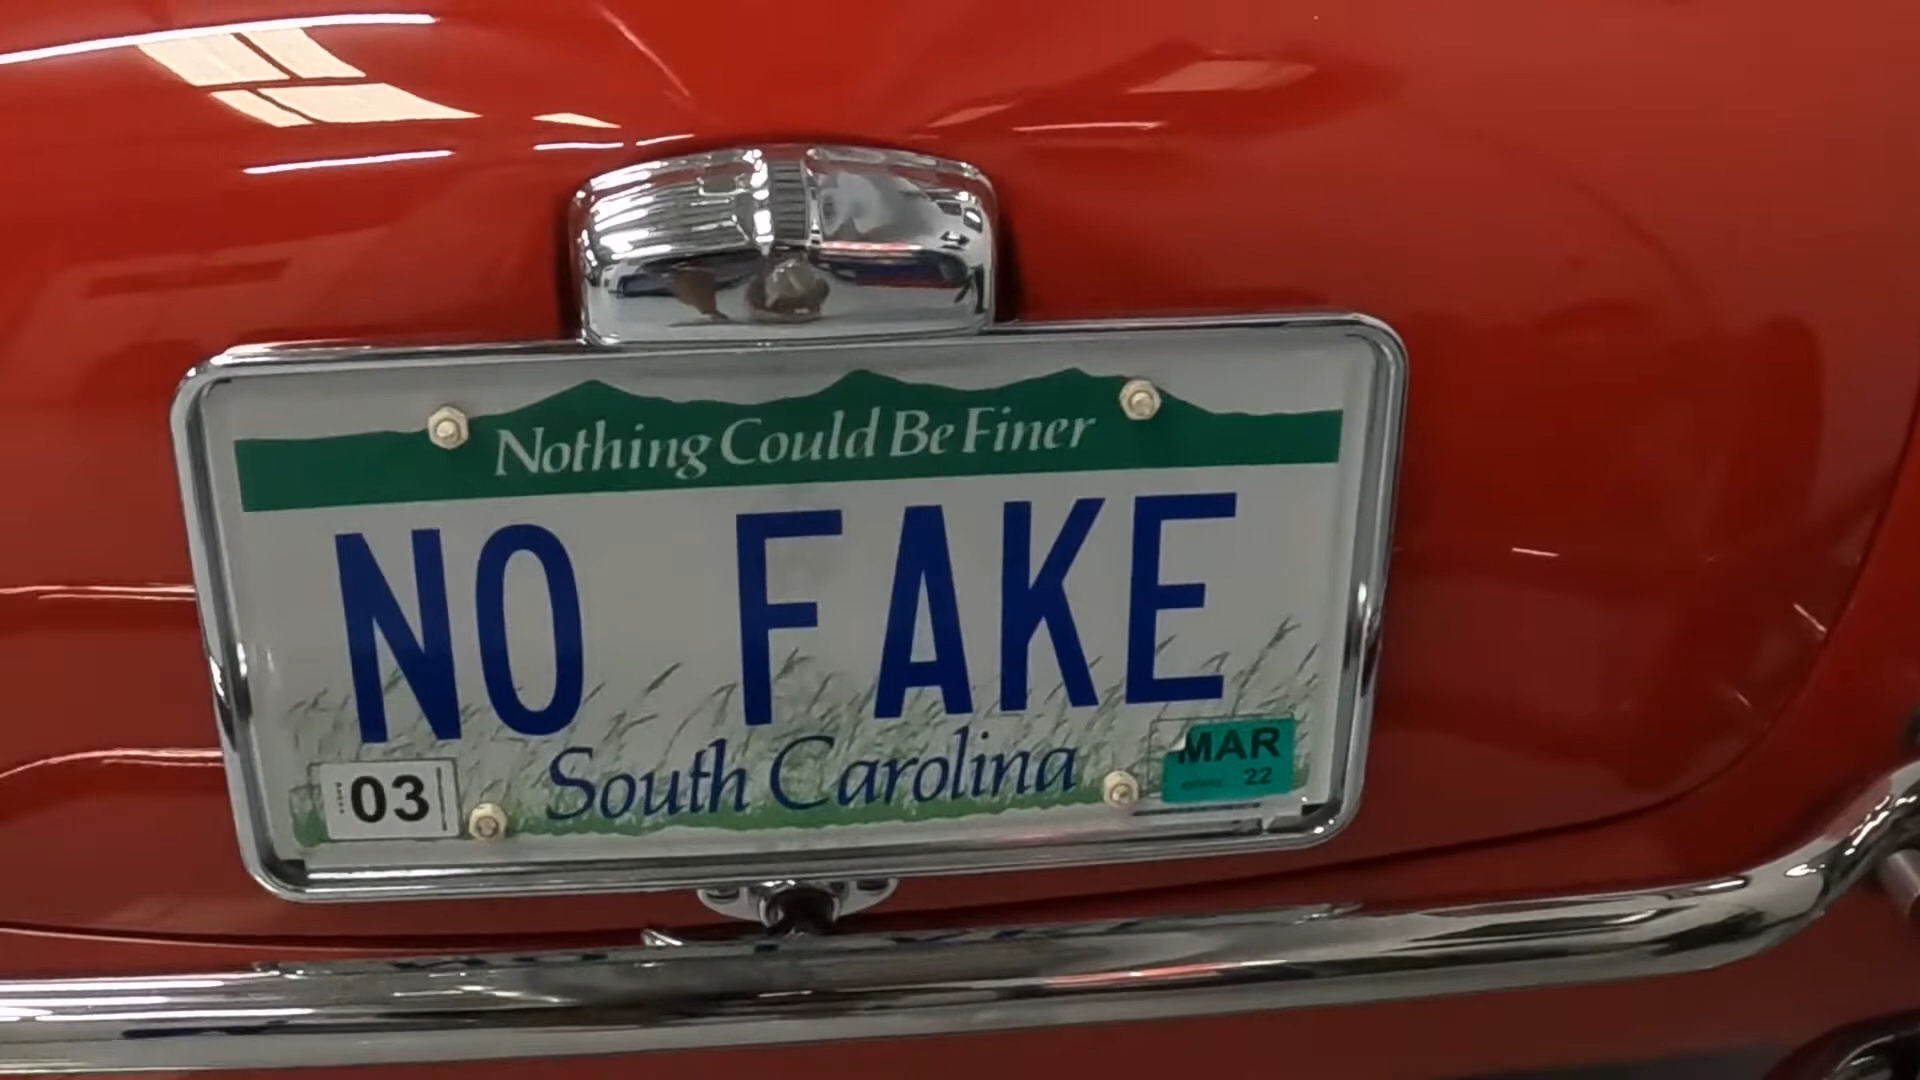 Nothing Could Be Finer
NO FAKE
South Carolina
03
MAR
22